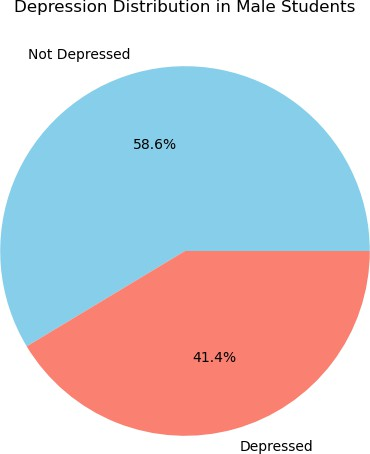 Depression Distribution in Male Students
Not Depressed
58.6%
41.4%
Depressed